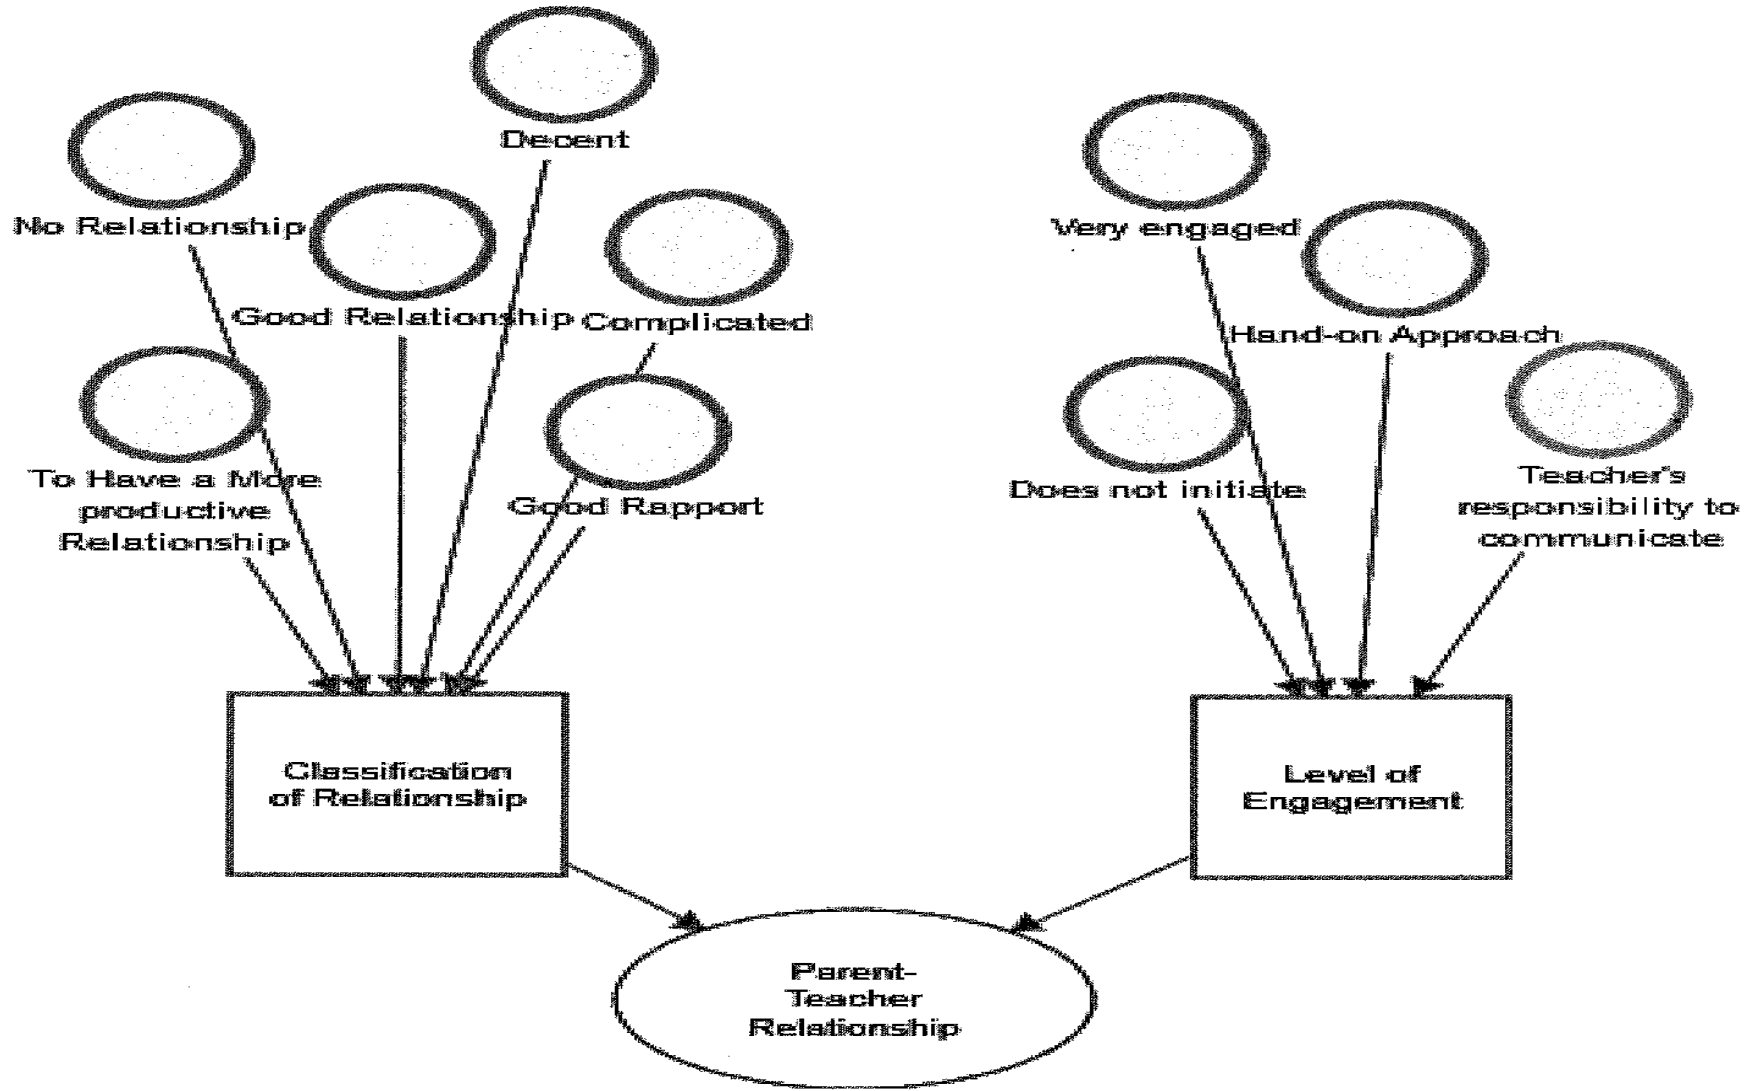 Decent
No Relationship
Very engaged
Good Relationship
Complicated
Hand-on Approach
To Have a More
productive
Relationship
Good Rapport
Does not initiate
Teacher's
responsibility to
communicate
Classification
of Relationship
Level of
Engagement
Parent-
Teacher
Relationship